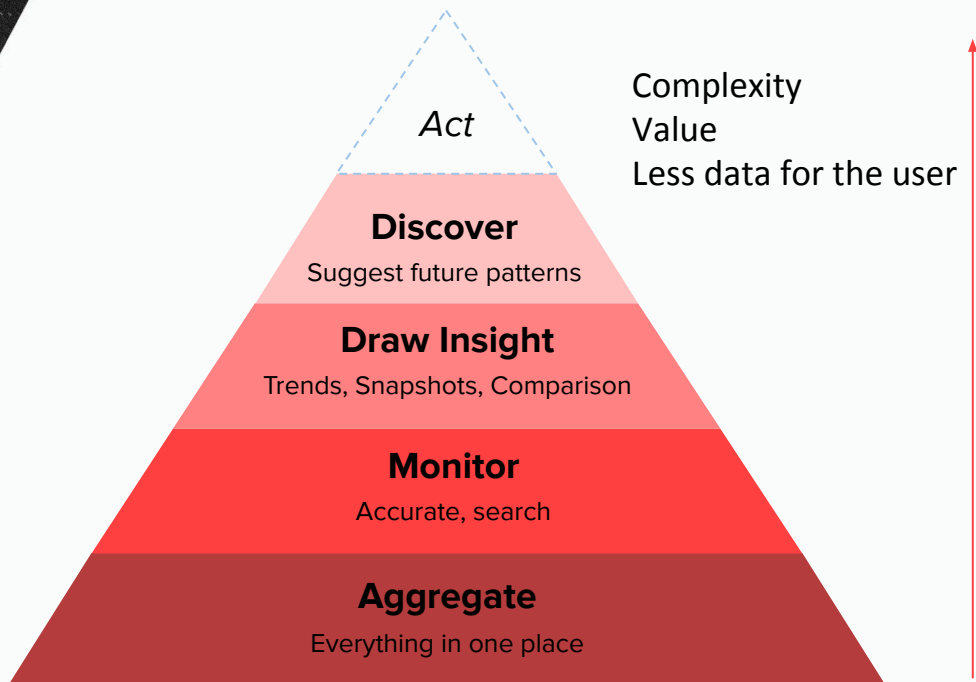 Complexity
Value
Less data for the user
Act
Discover
Suggest future patterns
Draw Insight
Trends, Snapshots, Comparison
Monitor
Accurate, search
Aggregate
Everything in one place